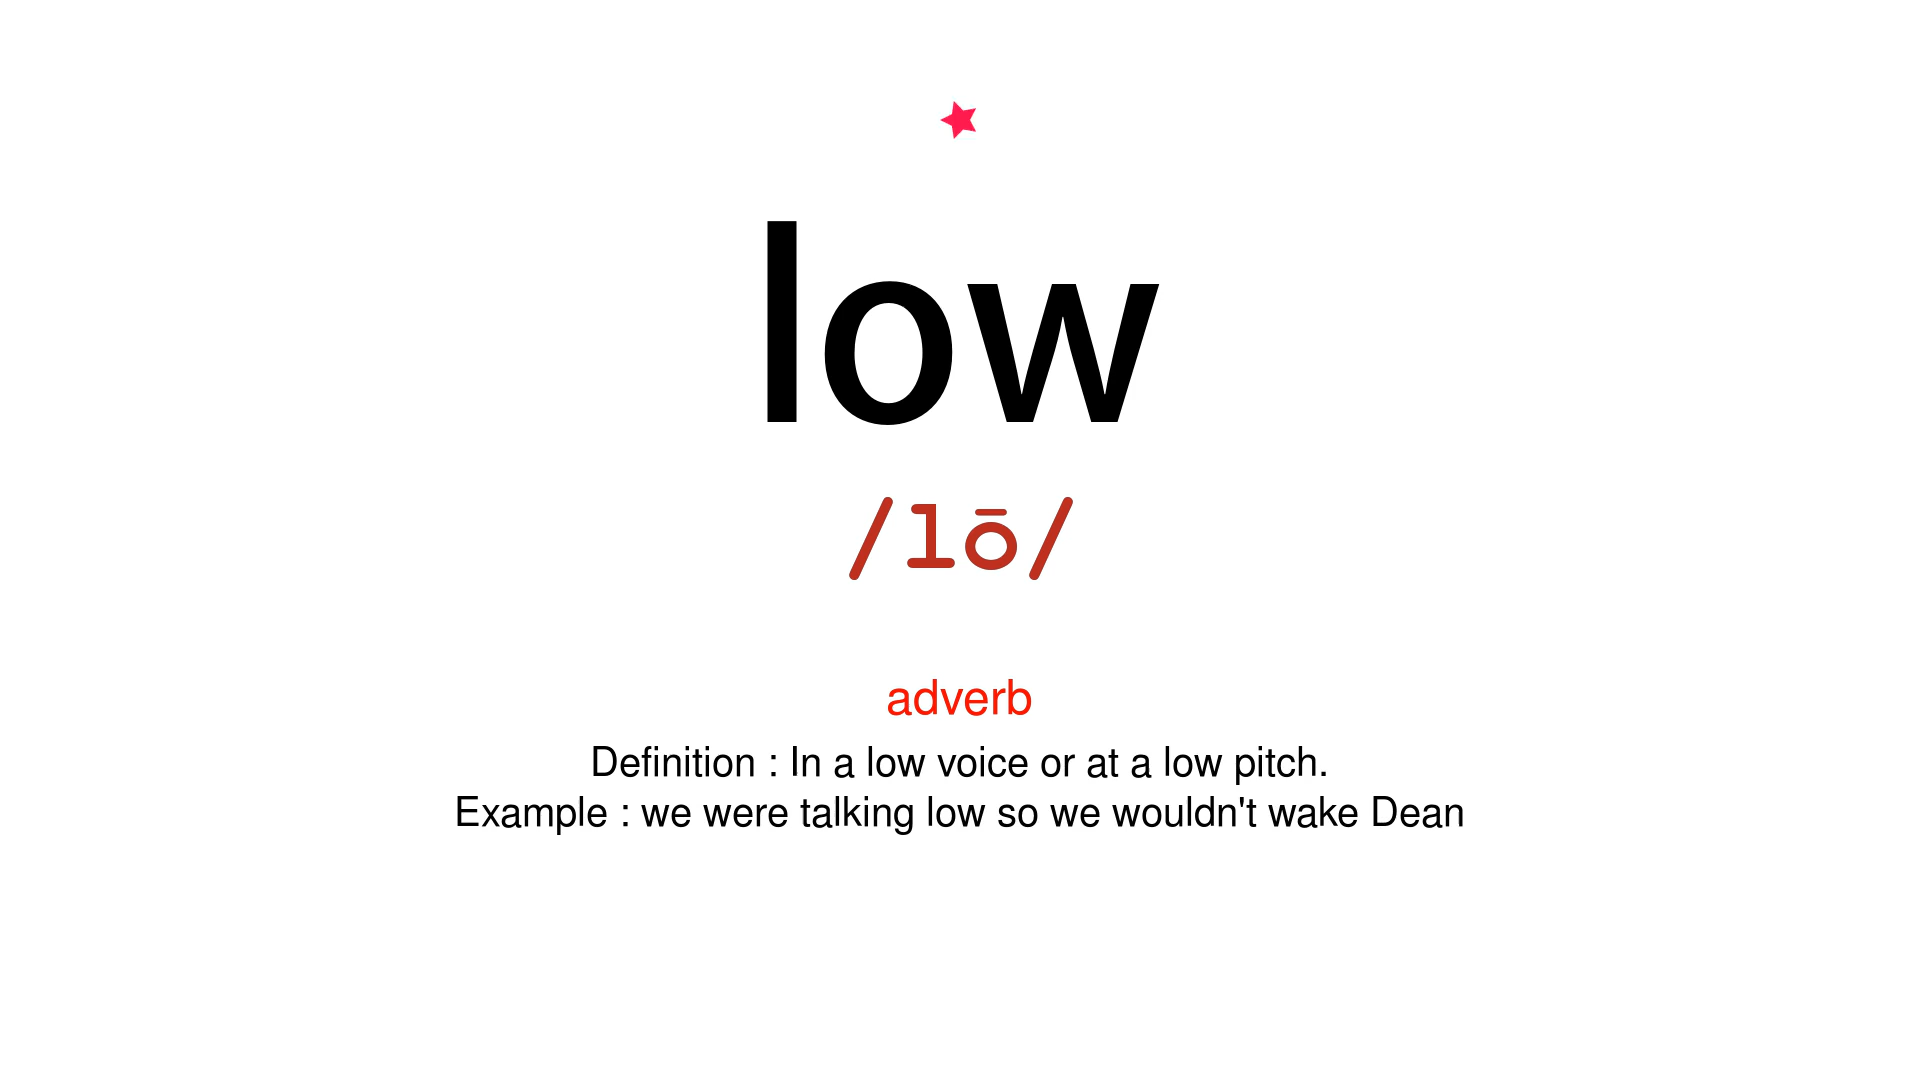 low
/lō/
adverb
Definition : In a low voice or at a low pitch.
Example : we were talking low so we wouldn't wake Dean